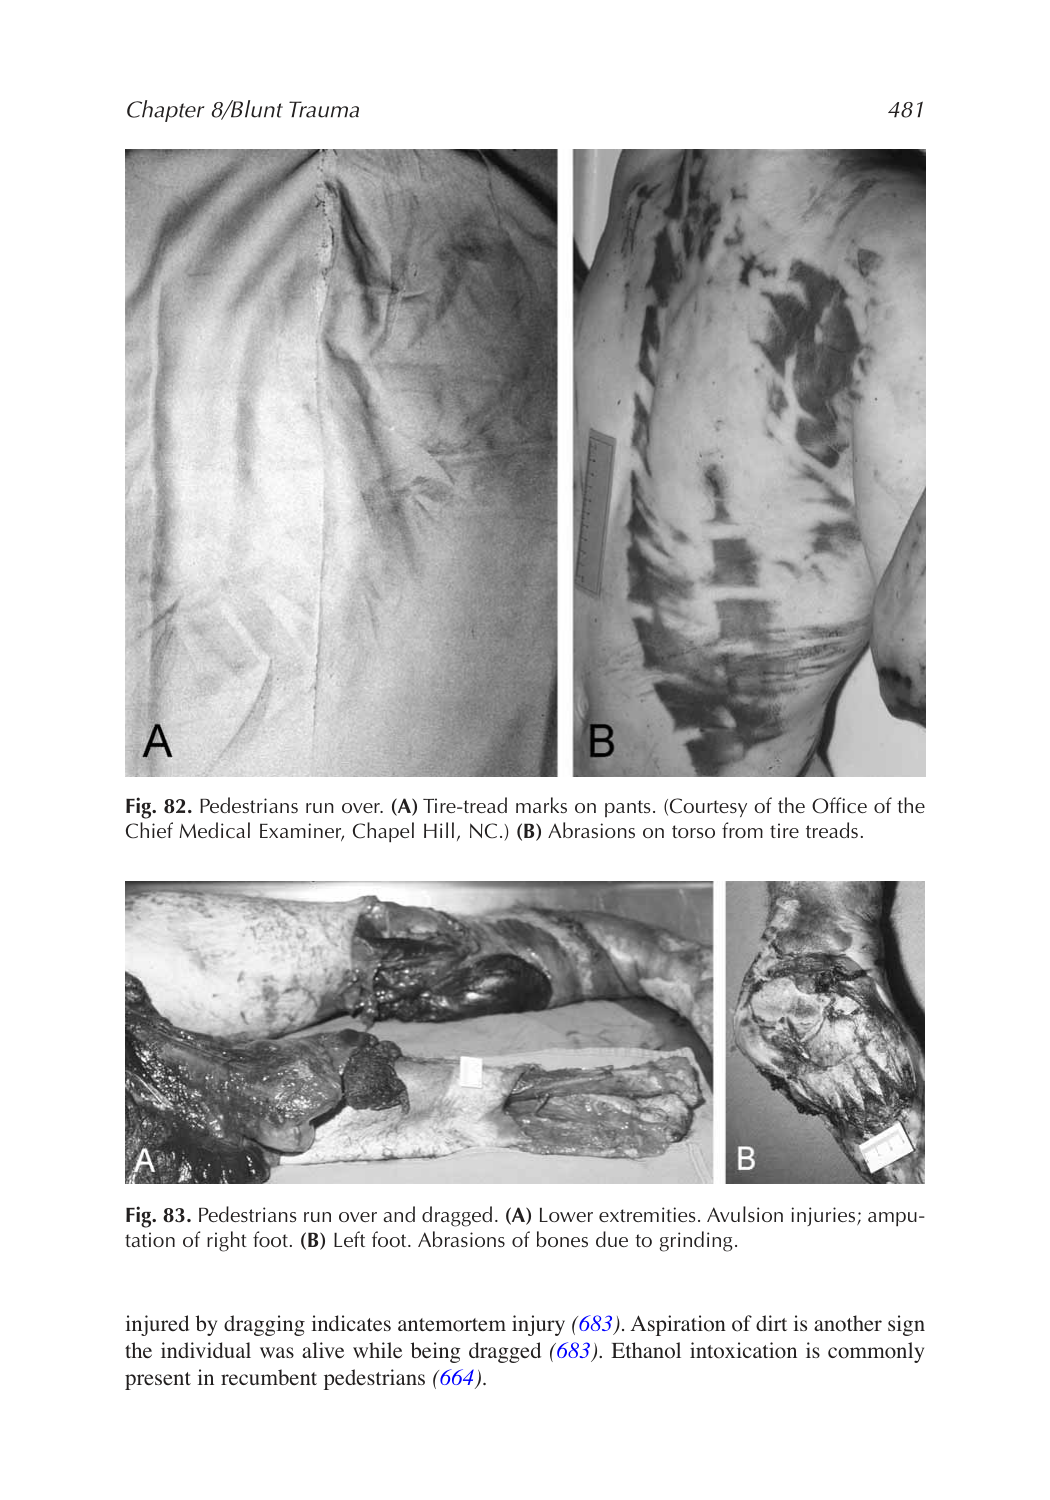 Chapter 8/Blunt Trauma 481
A
B
Fig. 82. Pedestrians run over. (A) Tire-tread marks on pants. (Courtesy of the Office of the
Chief Medical Examiner, Chapel Hill, NC.) (B) Abrasions on torso from tire treads.
A
B
Fig. 83. Pedestrians run over and dragged. (A) Lower extremities. Avulsion injuries; ampu-
tation of right foot. (B) Left foot. Abrasions of bones due to grinding.
injured by dragging indicates antemortem injury (683). Aspiration of dirt is another sign
the individual was alive while being dragged (683). Ethanol intoxication is commonly
present in recumbent pedestrians (664).